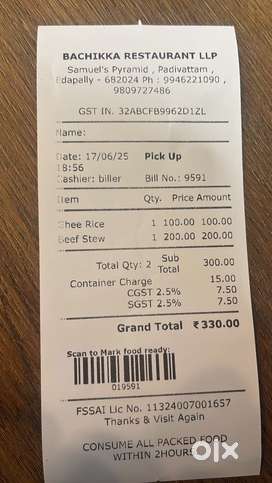 BACHIKKA RESTAURANT LLP
Samuel's Pyramid , Padivattam ,
Edapally - 682024 Ph : 9946221090 ,
9809727486
GST IN. 32ABCFB9962D1ZL
Name:
Date: 17/06/25 Pick Up
18:56
Cashier: biller Bill No.: 9591
Item Qty. Price Amount
Ghee Rice 1 100.00 100.00
Beef Stew 1 200.00 200.00
Total Qty: 2 Sub Total 300.00
Container Charge 15.00
CGST 2.5% 7.50
SGST 2.5% 7.50
Grand Total ₹330.00
Scan to Mark food ready:
019591
FSSAI Lic No. 11324007001657
Thanks & Visit Again
CONSUME ALL PACKED FOOD
WITHIN 2HOURS
olx